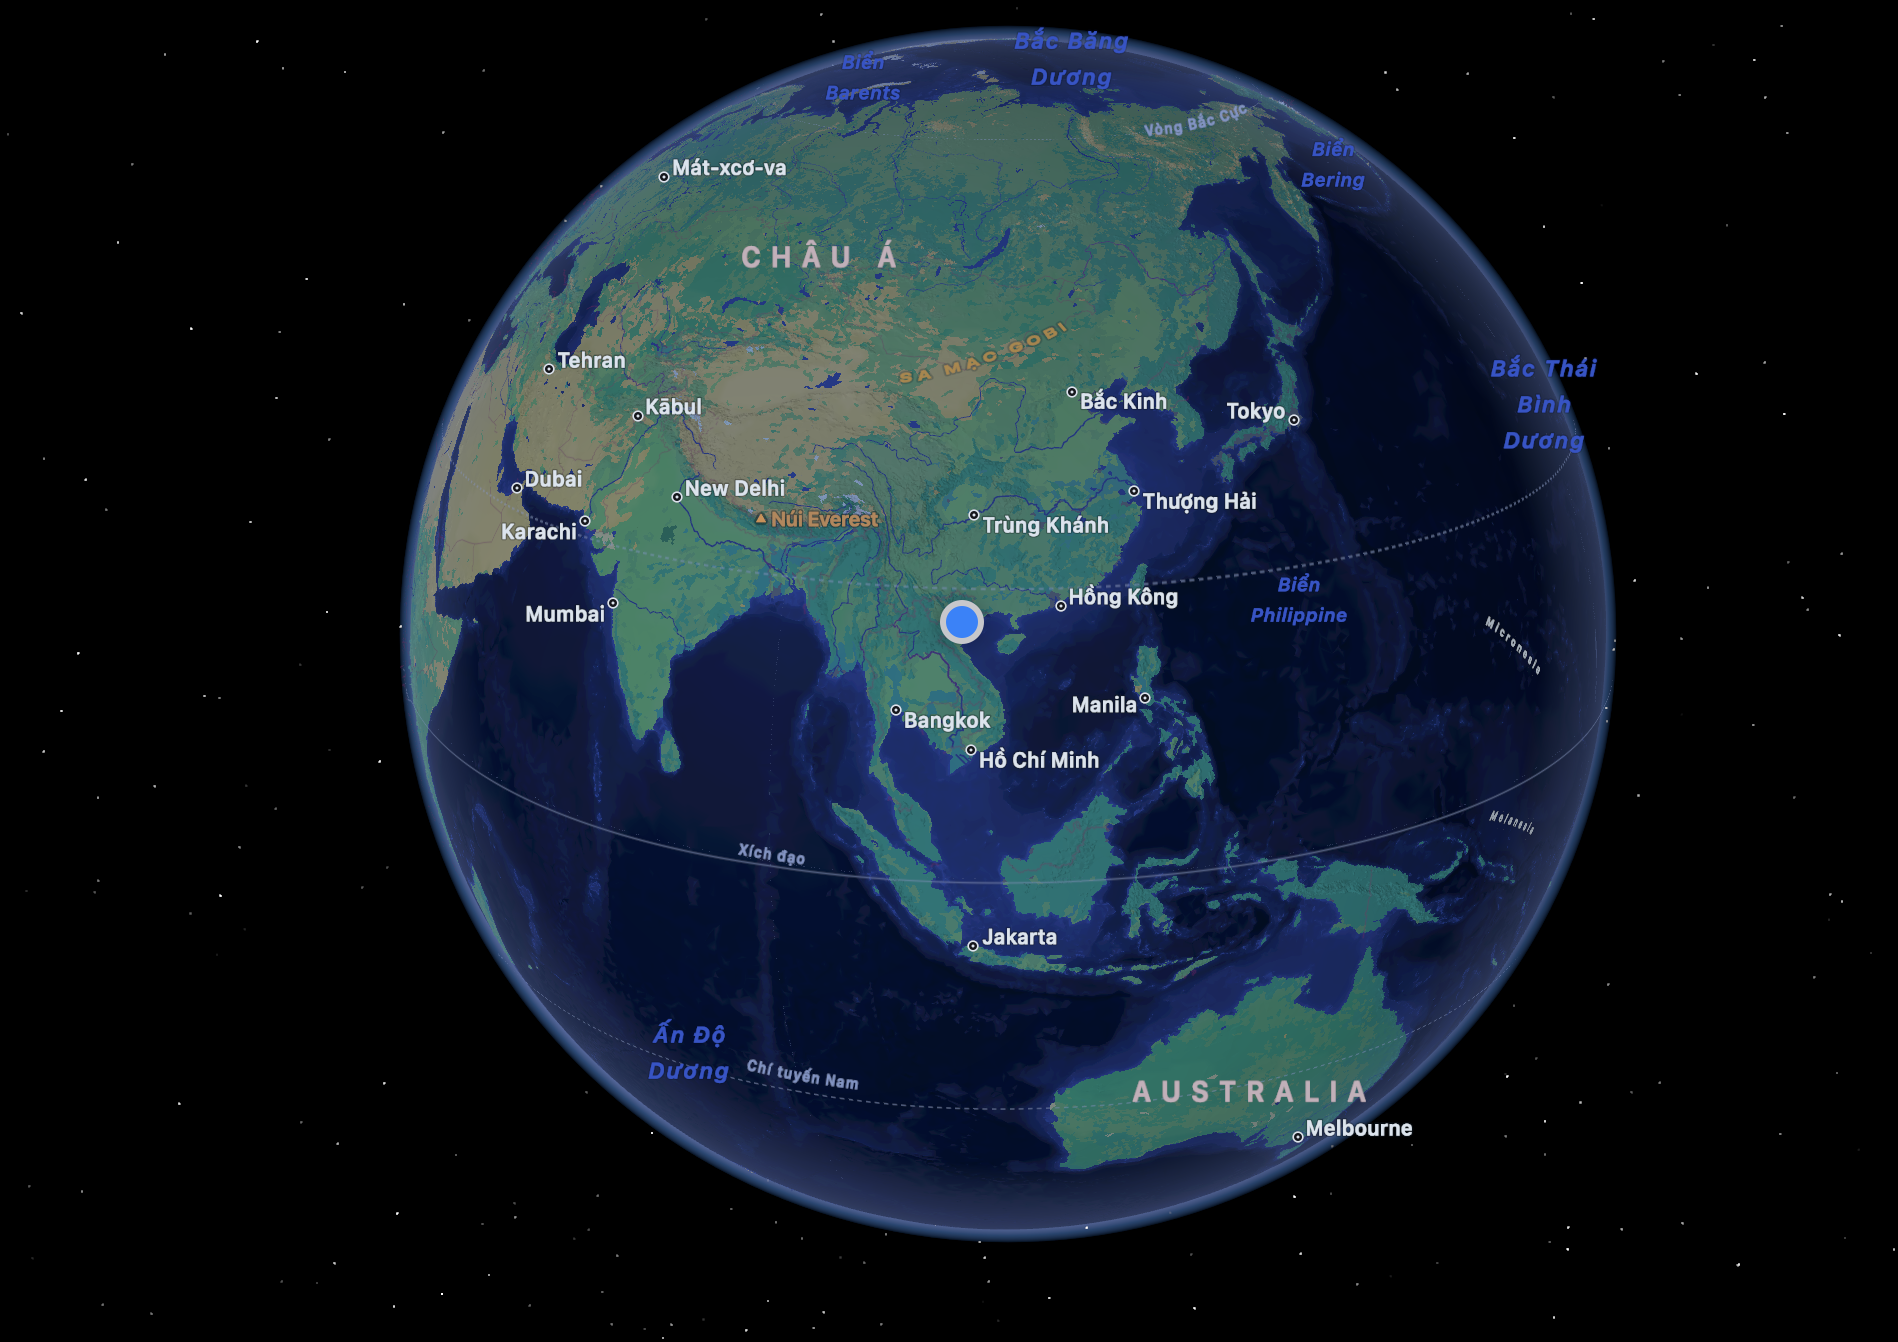 Bắc Băng
Dương
Biển
Barents
Vòng Bắc Cực
Biển
Bering
Mát-xcơ-va
CHÂU Á
SA MẠC GOBI
Tehran
Bắc Thái
Bình
Dương
Kābul
Bắc Kinh
Tokyo
Dubai
New Delhi
Núi Everest
Thượng Hải
Karachi
Trùng Khánh
Biển
Philippine
Hồng Kông
Mumbai
Micronesia
Manila
Bangkok
Hồ Chí Minh
Melanesia
Xích đạo
Jakarta
Ấn Độ
Dương
Chí tuyến Nam
AUSTRALIA
Melbourne